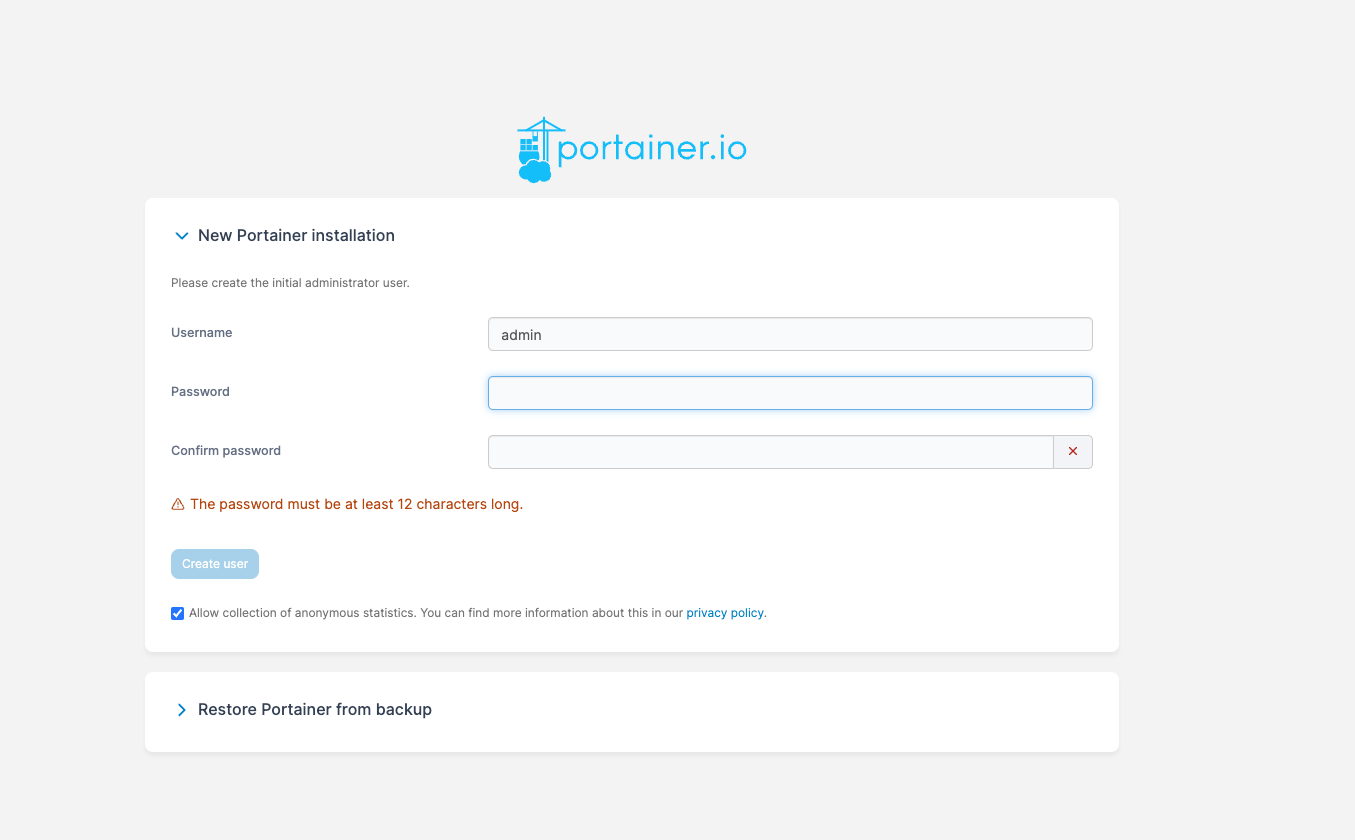 portainer.io
New Portainer installation
Please create the initial administrator user.
Username
admin
Password
Confirm password
The password must be at least 12 characters long.
Create user
Allow collection of anonymous statistics. You can find more information about this in our privacy policy.
Restore Portainer from backup